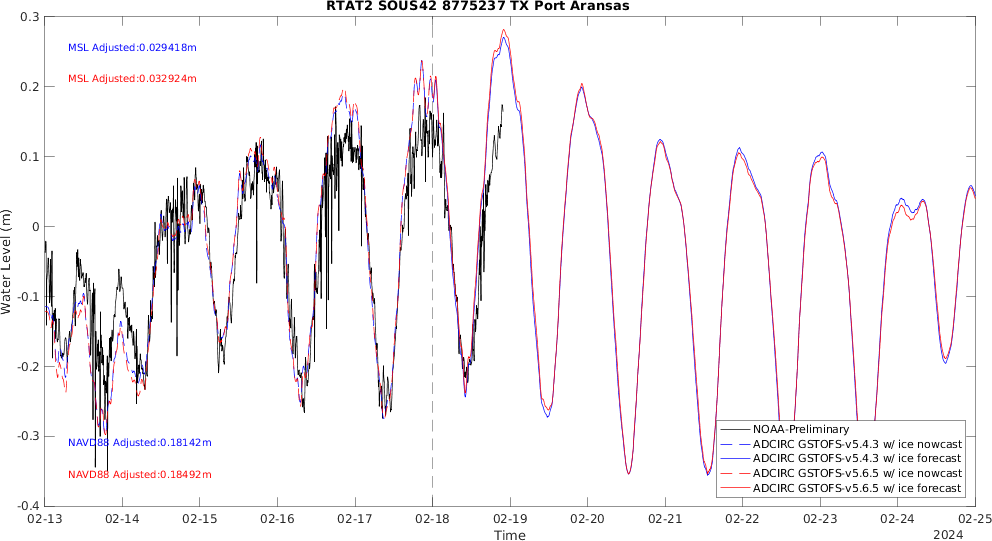 RTAT2 SOUS42 8775237 TX Port Aransas
0.3
0.2
0.1
0
-0.1
-0.2
-0.3
-0.4
Water Level (m)
MSL Adjusted:0.029418m
MSL Adjusted:0.032924m
NAVD88 Adjusted:0.18142m
NAVD88 Adjusted:0.18492m
NOAA-Preliminary
ADCIRC GSTOFS-v5.4.3 w/ ice nowcast
ADCIRC GSTOFS-v5.4.3 w/ ice forecast
ADCIRC GSTOFS-v5.6.5 w/ ice nowcast
ADCIRC GSTOFS-v5.6.5 w/ ice forecast
02-13 02-14 02-15 02-16 02-17 02-18 02-19 02-20 02-21 02-22 02-23 02-24 02-25
Time
2024